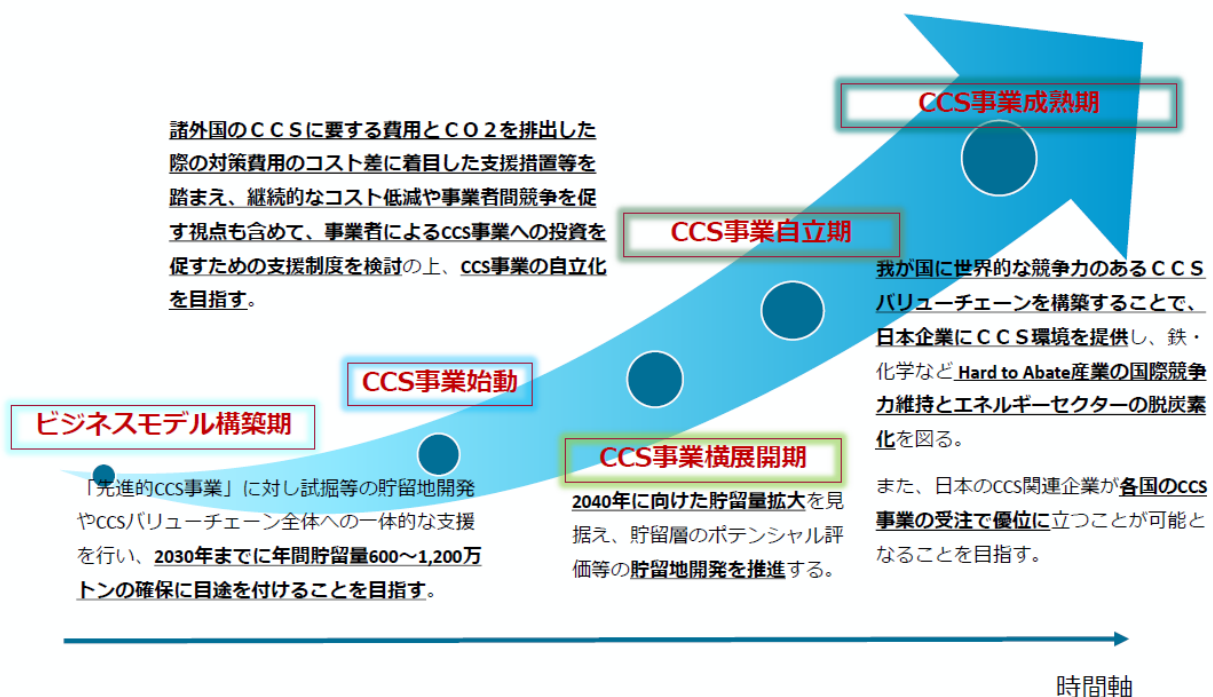 CCS事業成熟期
諸外国のＣＣＳに要する費用とＣＯ２を排出した
際の対策費用のコスト差に着目した支援措置等を
踏まえ、継続的なコスト低減や事業者間競争を促
す視点も含めて、事業者によるCCS事業への投資を
促すための支援制度を検討の上、CCS事業の自立化
を目指す。
CCS事業自立期
我が国に世界的な競争力のあるＣＣＳ
バリューチェーンを構築することで、
日本企業にＣＣＳ環境を提供し、鉄・
化学など Hard to Abate産業の国際競争
力維持とエネルギーセクターの脱炭素
化を図る。
また、日本のCCS関連企業が各国のCCS
事業の受注で優位に立つことが可能と
なることを目指す。
CCS事業始動
ビジネスモデル構築期
「先進的CCS事業」に対し試掘等の貯留地開発
やCCSバリューチェーン全体への一体的な支援
を行い、2030年までに年間貯留量600～1,200万
トンの確保に目途を付けることを目指す。
CCS事業横展開期
2040年に向けた貯留量拡大を見
据え、貯留層のポテンシャル評
価等の貯留地開発を推進する。
時間軸